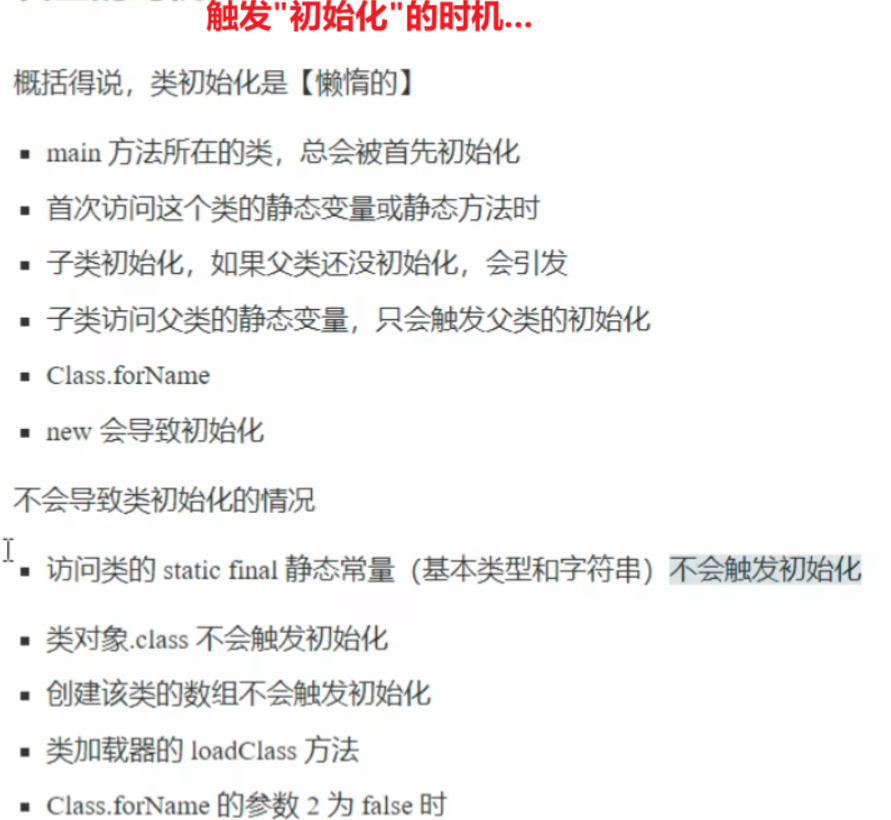 触发"初始化"的时机...
概括得说，类初始化是【懒惰的】
▪ main 方法所在的类，总会被首先初始化
▪ 首次访问这个类的静态变量或静态方法时
▪ 子类初始化，如果父类还没初始化，会引发
▪ 子类访问父类的静态变量，只会触发父类的初始化
▪ Class.forName
▪ new 会导致初始化
不会导致类初始化的情况
▪ 访问类的 static final 静态常量（基本类型和字符串）不会触发初始化
▪ 类对象.class 不会触发初始化
▪ 创建该类的数组不会触发初始化
▪ 类加载器的 loadClass 方法
▪ Class.forName 的参数 2 为 false 时